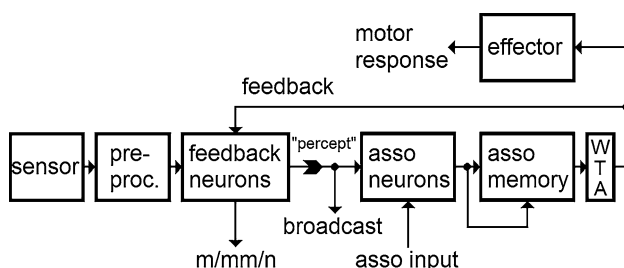 motor
response
effector
feedback
sensor
pre-
proc.
feedback
neurons
"percept"
asso
neurons
asso
memory
W
T
A
broadcast
m/mm/n
asso input